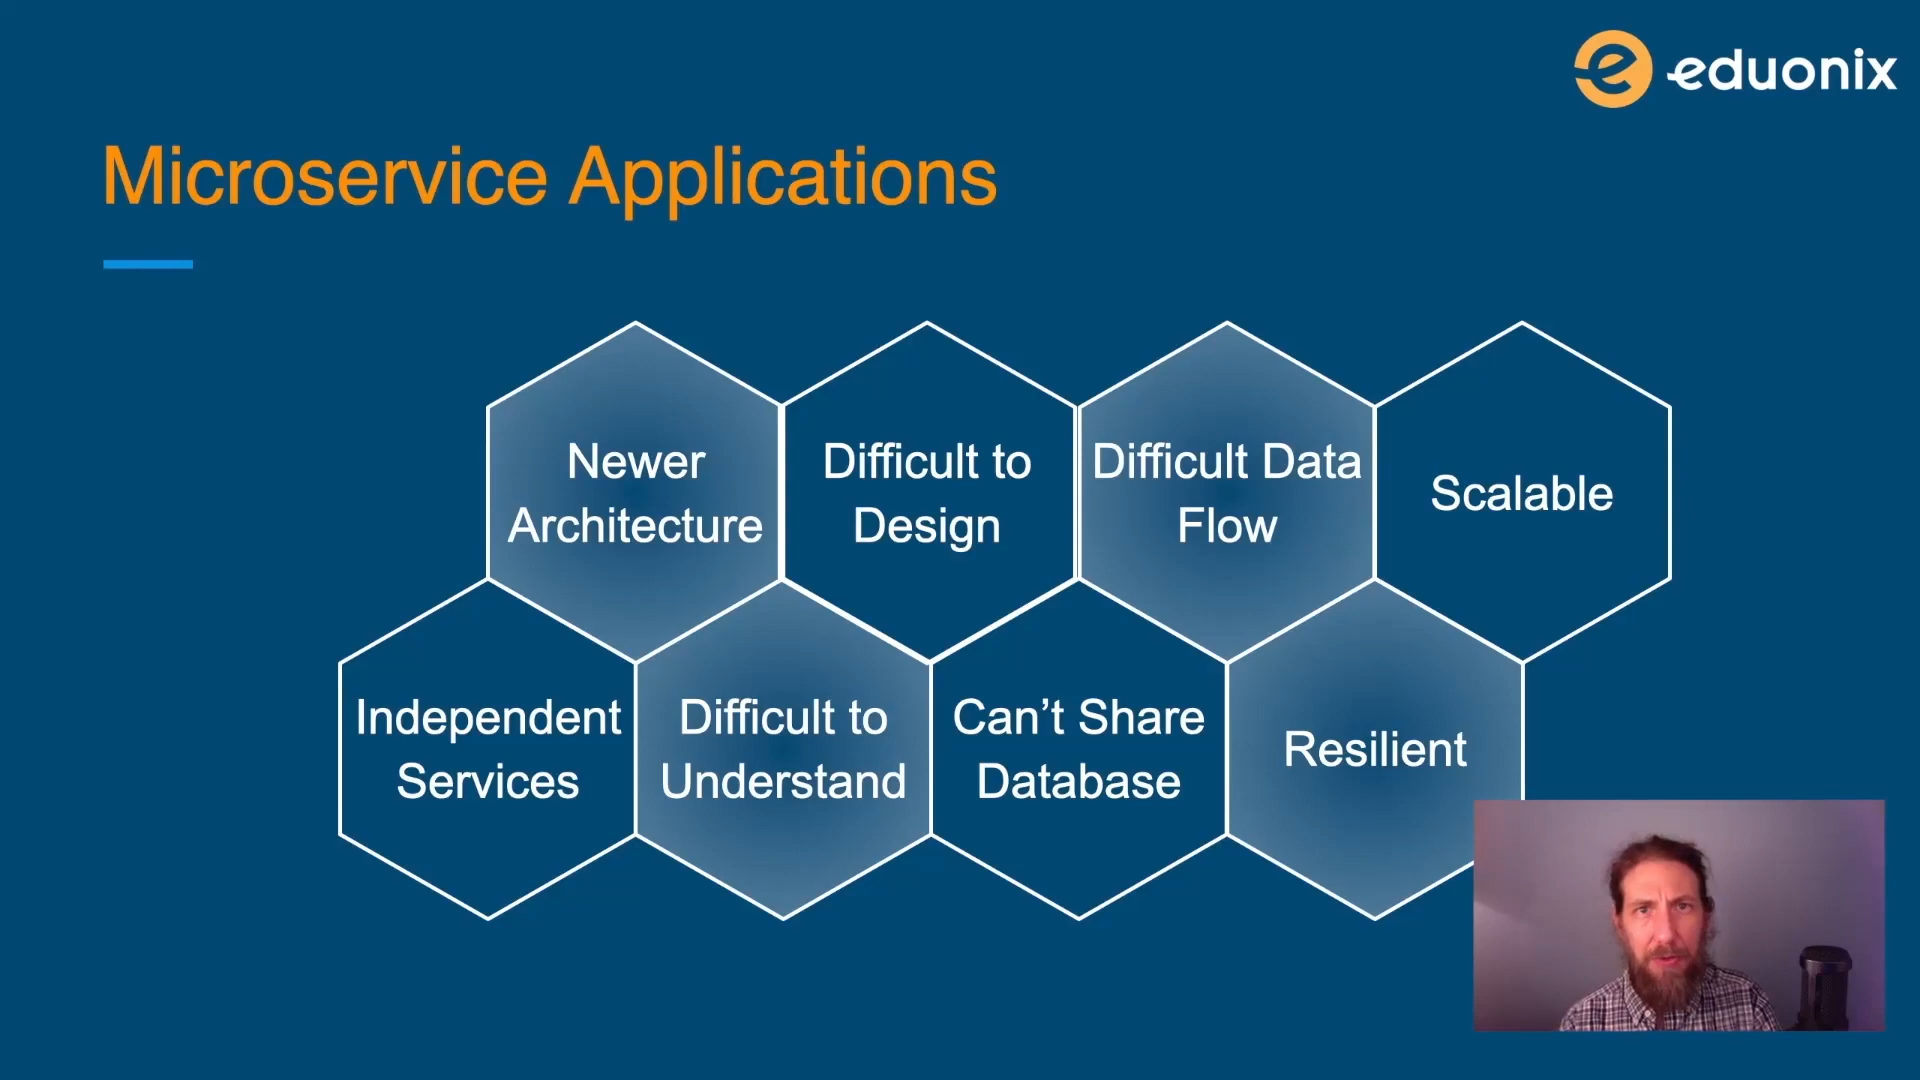 eduonix
Microservice Applications
Newer
Architecture
Difficult to
Design
Difficult Data
Flow
Scalable
Independent
Services
Difficult to
Understand
Can’t Share
Database
Resilient